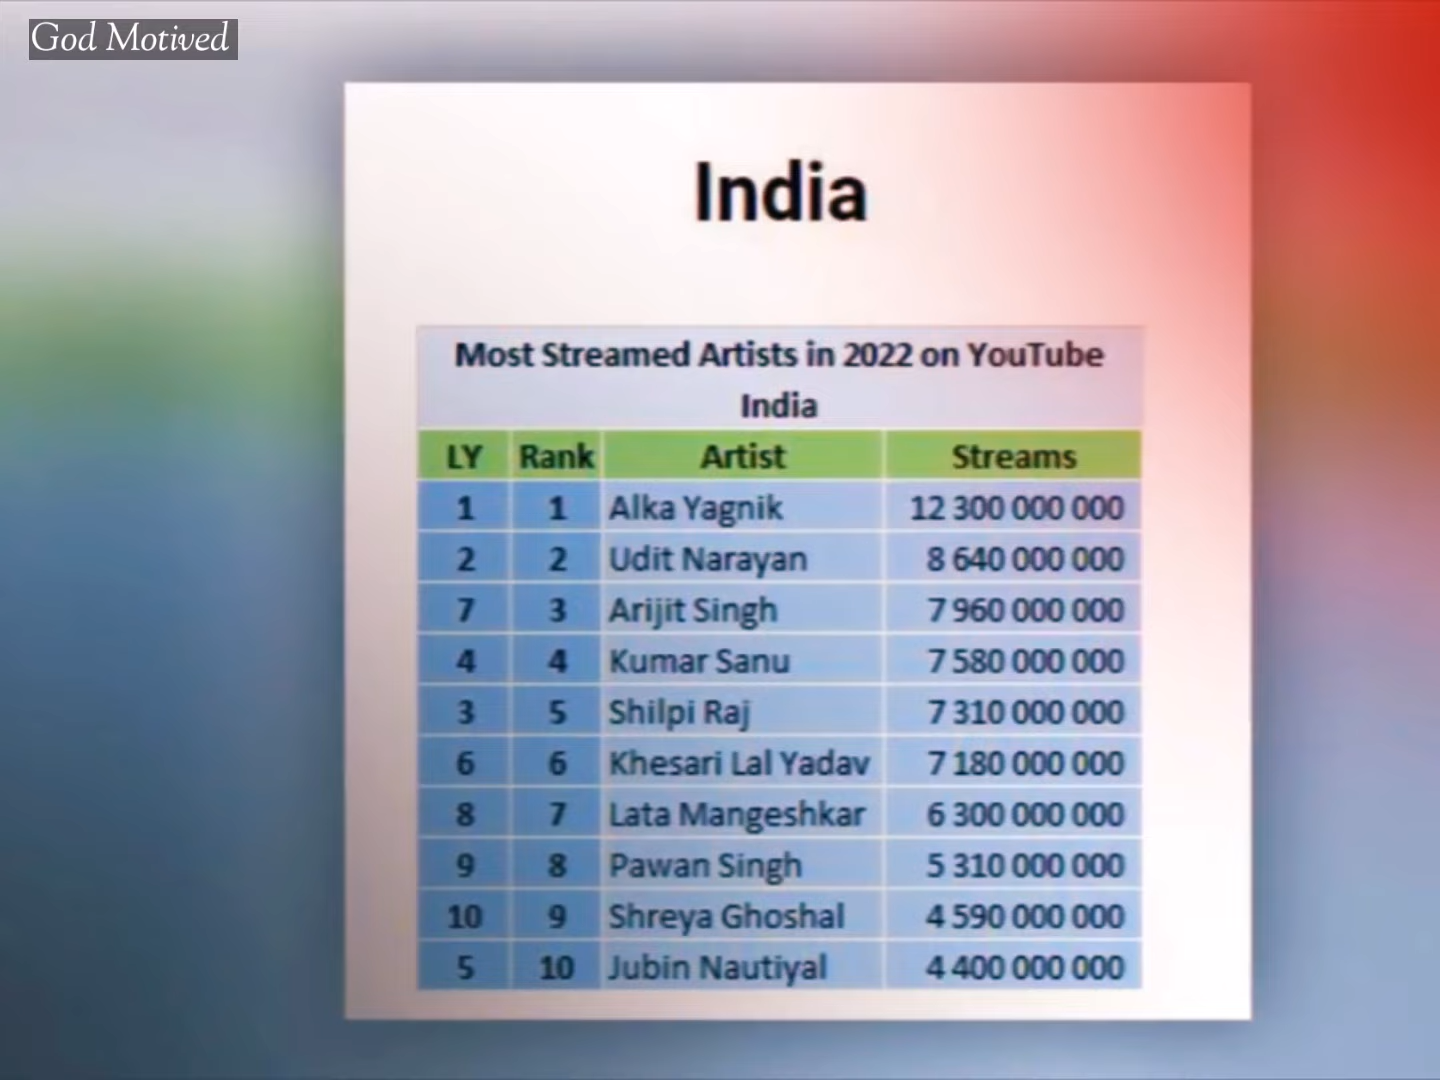 God Motived
India
Most Streamed Artists in 2022 on YouTube
India
LY Rank Artist Streams
1 1 Alka Yagnik 12 300 000 000
2 2 Udit Narayan 8 640 000 000
7 3 Arijit Singh 7 960 000 000
4 4 Kumar Sanu 7 580 000 000
3 5 Shilpi Raj 7 310 000 000
6 6 Khesari Lal Yadav 7 180 000 000
8 7 Lata Mangeshkar 6 300 000 000
9 8 Pawan Singh 5 310 000 000
10 9 Shreya Ghoshal 4 590 000 000
5 10 Jubin Nautiyal 4 400 000 000